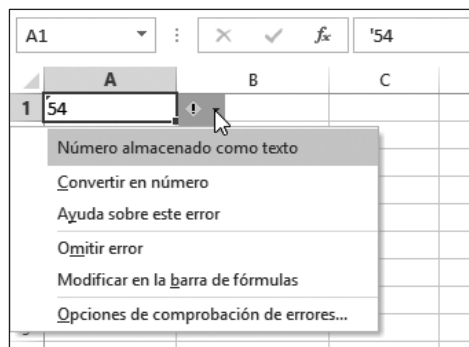 A1 fx '54
A B C
1 54
Número almacenado como texto
Convertir en número
Ayuda sobre este error
Omitir error
Modificar en la barra de fórmulas
Opciones de comprobación de errores...